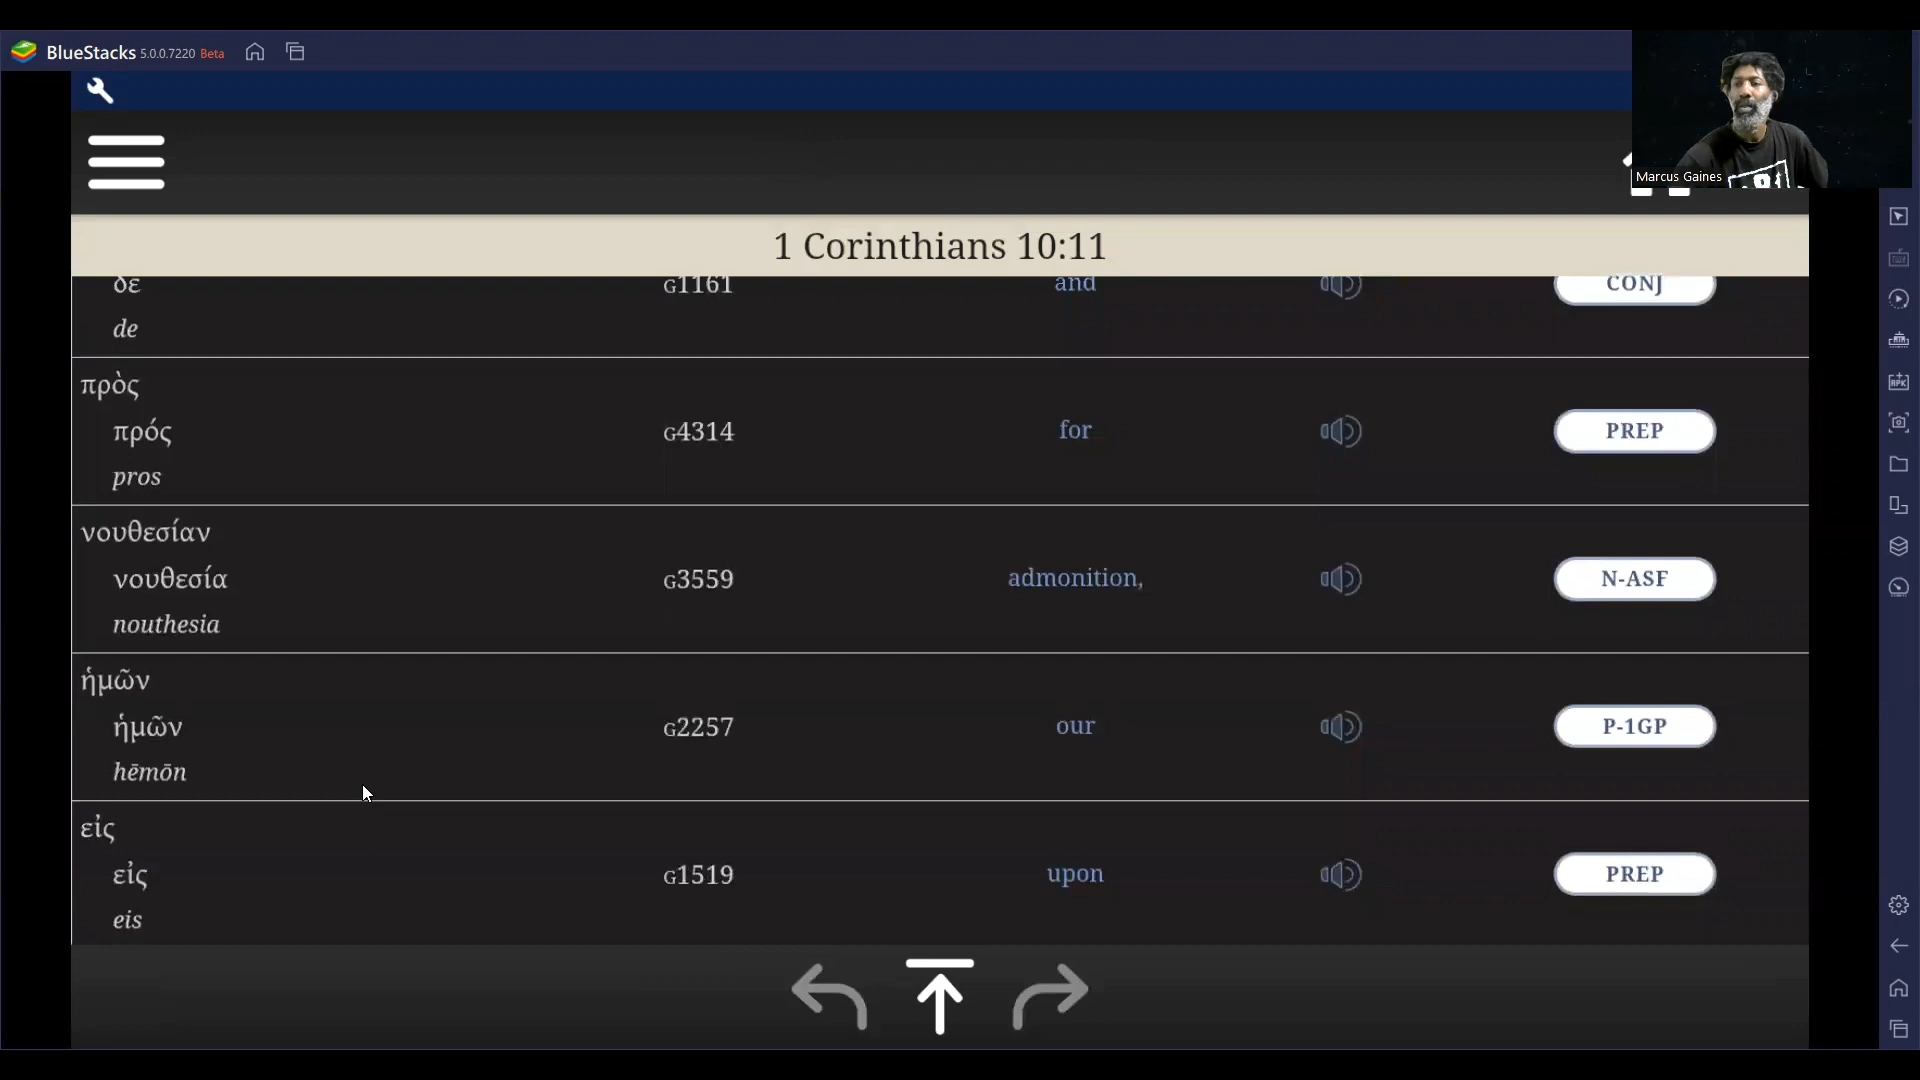 BlueStacks 5.0.0.7220 Beta
Marcus Gaines
1 Corinthians 10:11
δέ G1161 and CONJ
de
πρὸς
πρός G4314 for PREP
pros
νουθεσίαν
νουθεσία G3559 admonition, N-ASF
nouthesia
ἡμῶν
ἡμῶν G2257 our P-1GP
hēmōn
εἰς
εἰς G1519 upon PREP
eis